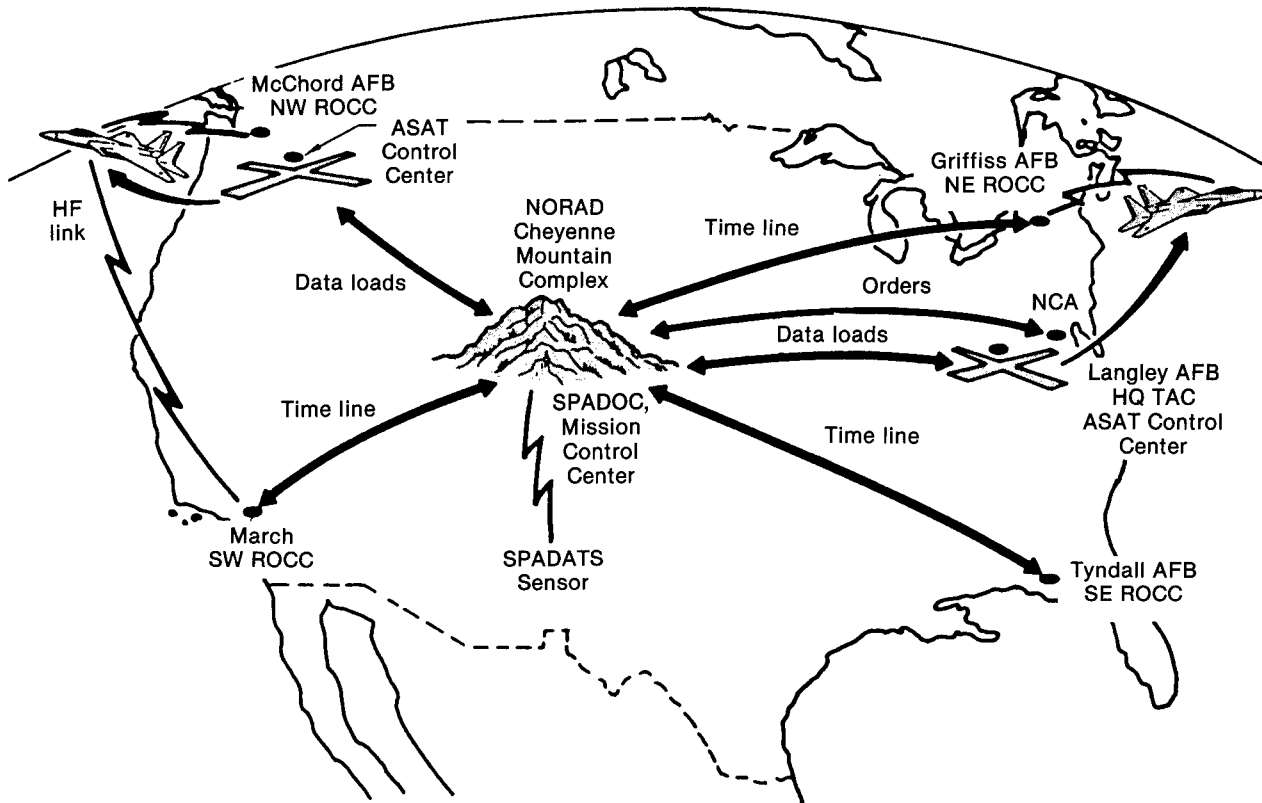 McChord AFB
NW ROCC
ASAT
Control
Center
Griffiss AFB
NE ROCC
HF
link
NORAD
Cheyenne
Mountain
Complex
Time line
Data loads
Orders
NCA
Data loads
Langley AFB
HQ TAC
ASAT Control
Center
Time line
SPADOC,
Mission
Control
Center
Time line
March
SW ROCC
SPADATS
Sensor
Tyndall AFB
SE ROCC